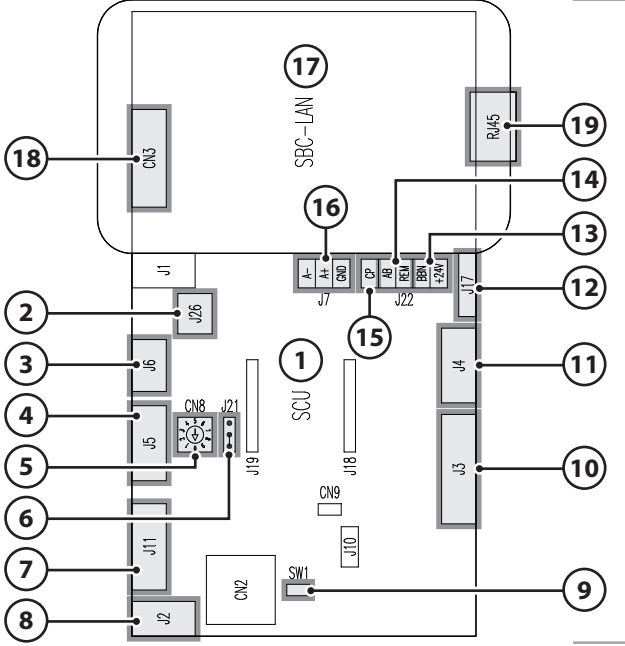 17
SBC-LAN
18
CN3
RJ45
19
16
14
13
A-
A+
GND
J7
CP
AB
REM
BBN
+24V
J22
15
J1
J17
12
2
J26
3
J6
1
SCU
J4
11
4
J5
CN8
J21
5
J19
J18
J3
10
6
CN9
7
J11
J10
8
J2
CN2
SW1
9